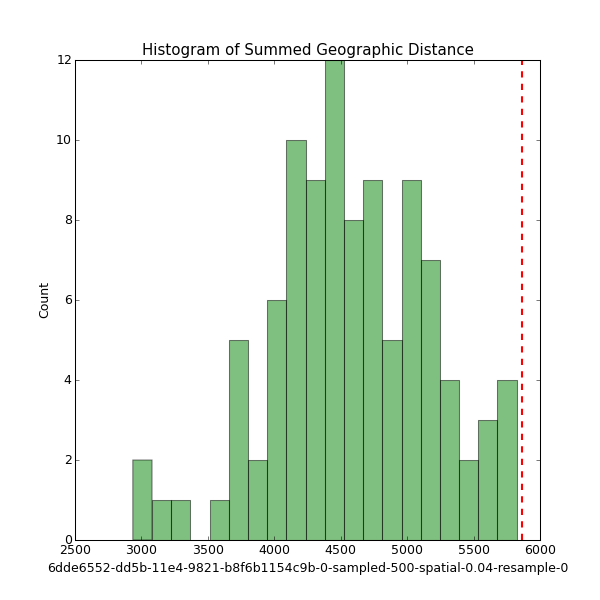 Histogram of Summed Geographic Distance
12
10
8
6
4
2
0
Count
2500 3000 3500 4000 4500 5000 5500 6000
6dde6552-dd5b-11e4-9821-b8f6b1154c9b-0-sampled-500-spatial-0.04-resample-0